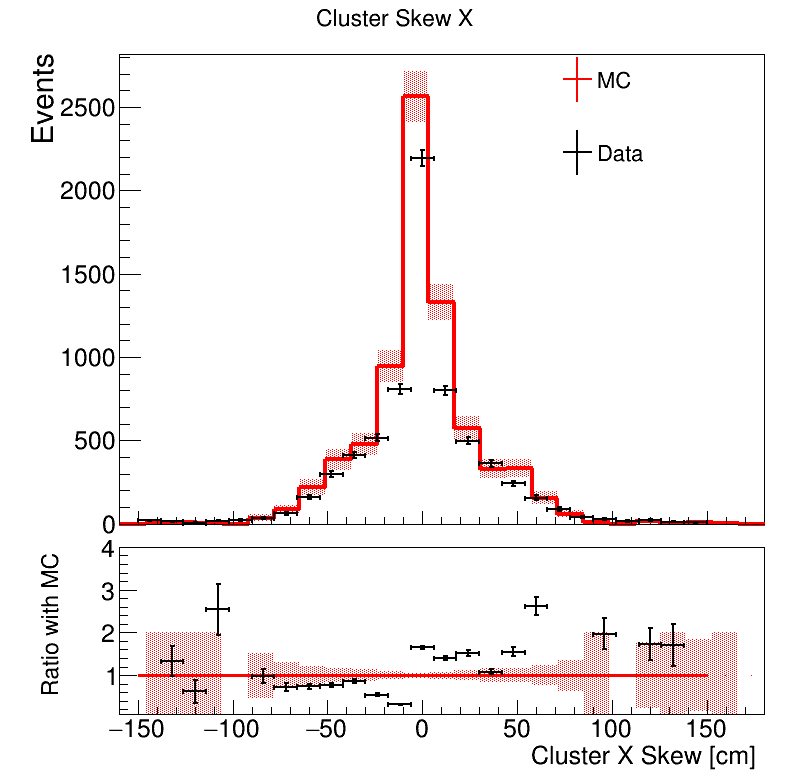 Cluster Skew X
Events
MC
Data
2500
2000
1500
1000
500
0
Ratio with MC
4
3
2
1
−150 −100 −50 0 50 100 150
Cluster X Skew [cm]